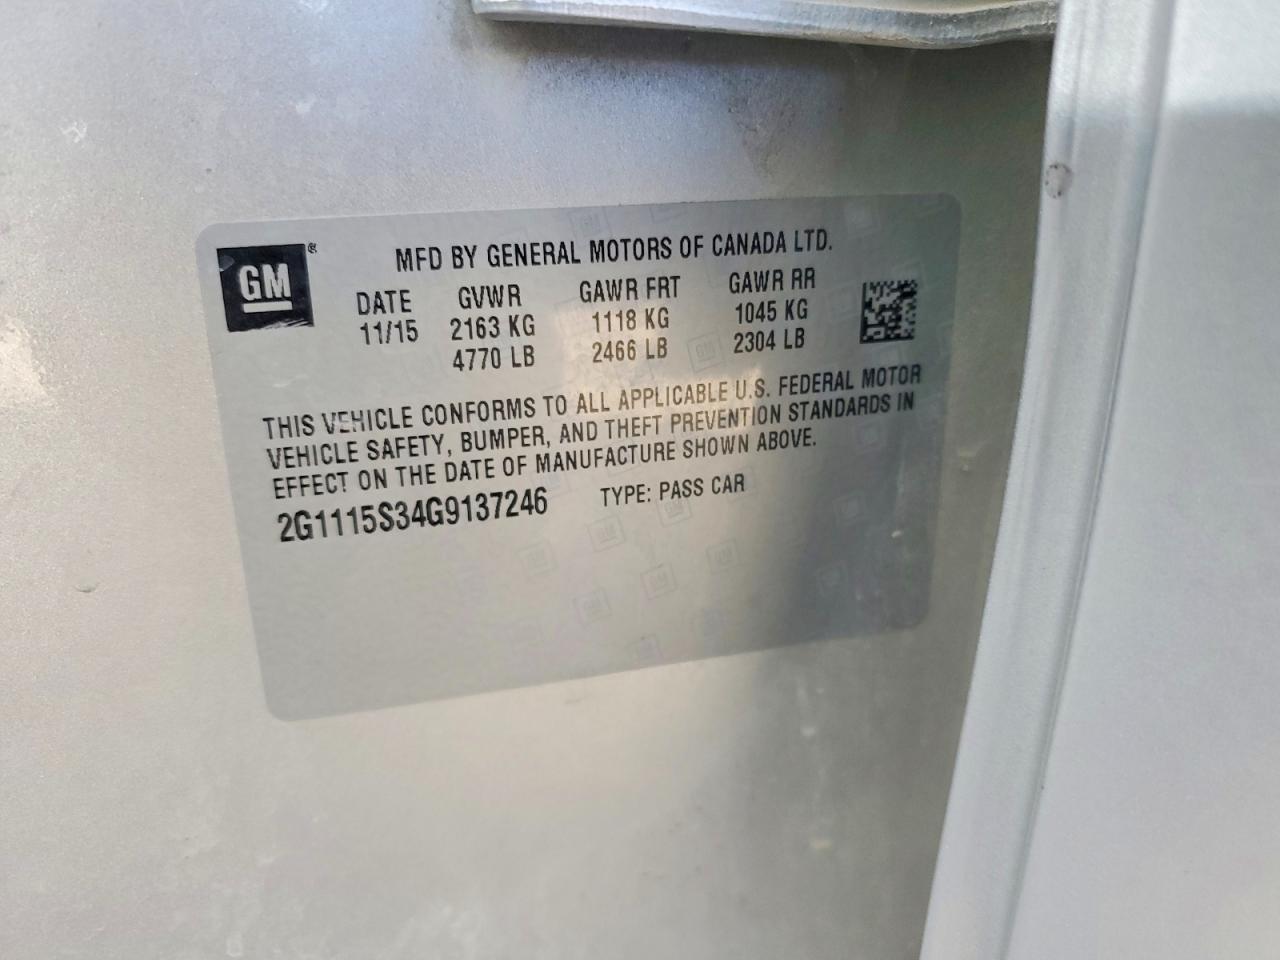 GM®
MFD BY GENERAL MOTORS OF CANADA LTD.
DATE GVWR GAWR FRT GAWR RR
11/15 2163 KG 1118 KG 1045 KG
4770 LB 2466 LB 2304 LB
THIS VEHICLE CONFORMS TO ALL APPLICABLE U.S. FEDERAL MOTOR
VEHICLE SAFETY, BUMPER, AND THEFT PREVENTION STANDARDS IN
EFFECT ON THE DATE OF MANUFACTURE SHOWN ABOVE.
2G1115S34G9137246 TYPE: PASS CAR